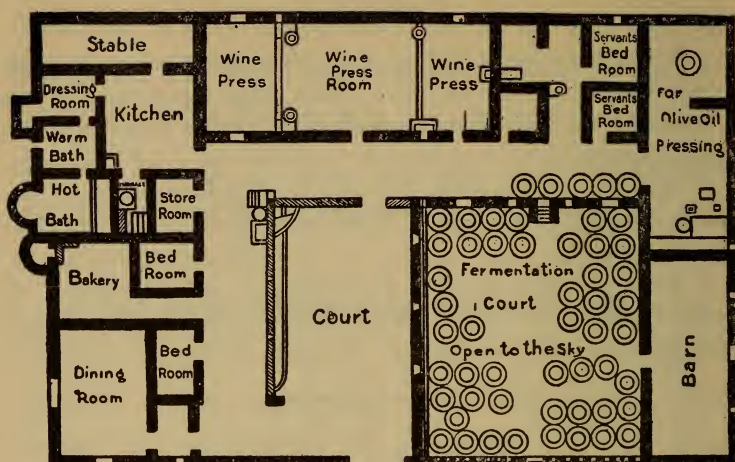 Stable
Wine
Press
Wine
Press
Room
Wine
Press
Servants
Bed
Room
Servants
Bed
Room
For
Olive Oil
Pressing
Dressing
Room
Kitchen
Warm
Bath
Hot
Bath
FURNACE
Store
Room
Bakery
Bed
Room
Dining
Room
Bed
Room
Court
Fermentation
Court
Open to the Sky
Barn